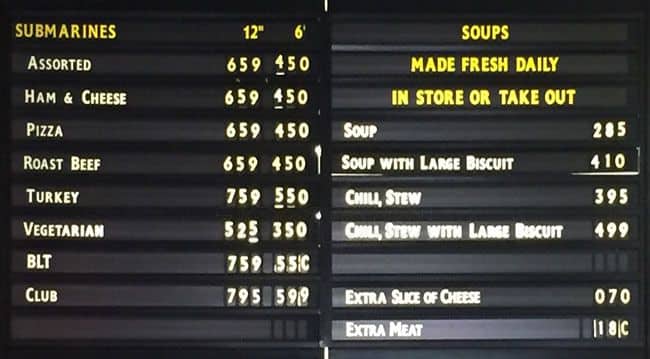 SUBMARINES 12" 6'
ASSORTED 659 450
HAM & CHEESE 659 450
PIZZA 659 450
ROAST BEEF 659 450
TURKEY 759 550
VEGETARIAN 525 350
BLT 759 55C
CLUB 795 599
SOUPS
MADE FRESH DAILY
IN STORE OR TAKE OUT
SOUP 285
SOUP WITH LARGE BISCUIT 410
CHILI, STEW 395
CHILI, STEW WITH LARGE BISCUIT 499
EXTRA SLICE OF CHEESE 070
EXTRA MEAT 18C